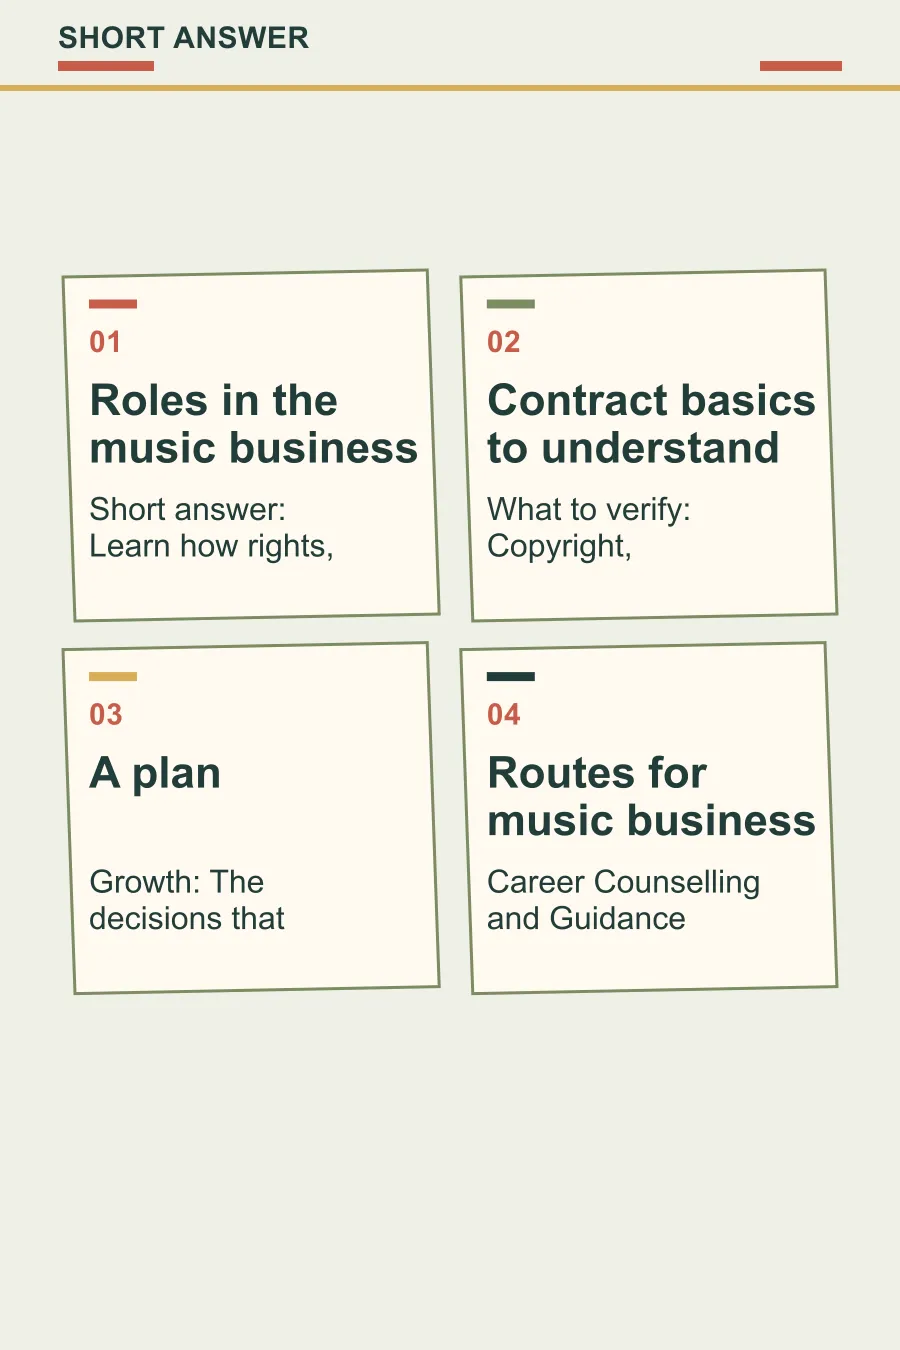 SHORT ANSWER
01
Roles in the
music business
Short answer:
Learn how rights,
02
Contract basics
to understand
What to verify:
Copyright,
03
A plan
Growth: The
decisions that
04
Routes for
music business
Career Counselling
and Guidance